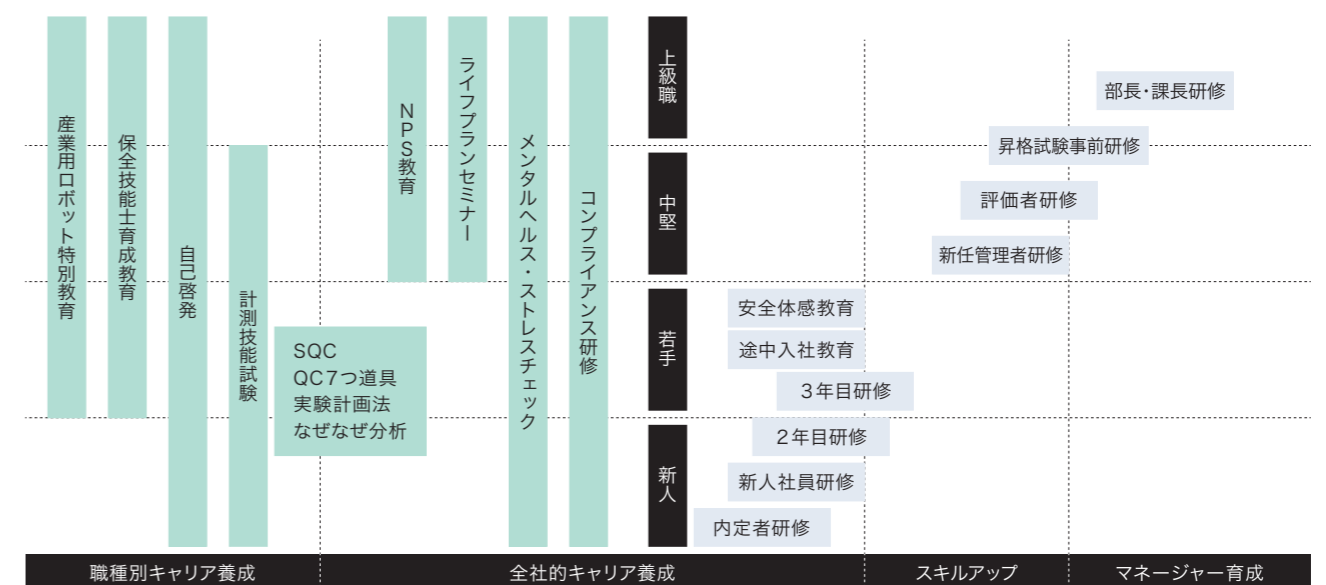 産業用ロボット特別教育
保全技能士育成教育
自己啓発
計測技能試験
SQC
QC7つ道具
実験計画法
なぜなぜ分析
NPS教育
ライフプランセミナー
メンタルヘルス・ストレスチェック
コンプライアンス研修
上級職
中堅
若手
新人
部長・課長研修
昇格試験事前研修
評価者研修
新任管理者研修
安全体感教育
途中入社教育
3年目研修
2年目研修
新人社員研修
内定者研修
職種別キャリア養成
全社的キャリア養成
スキルアップ
マネージャー育成